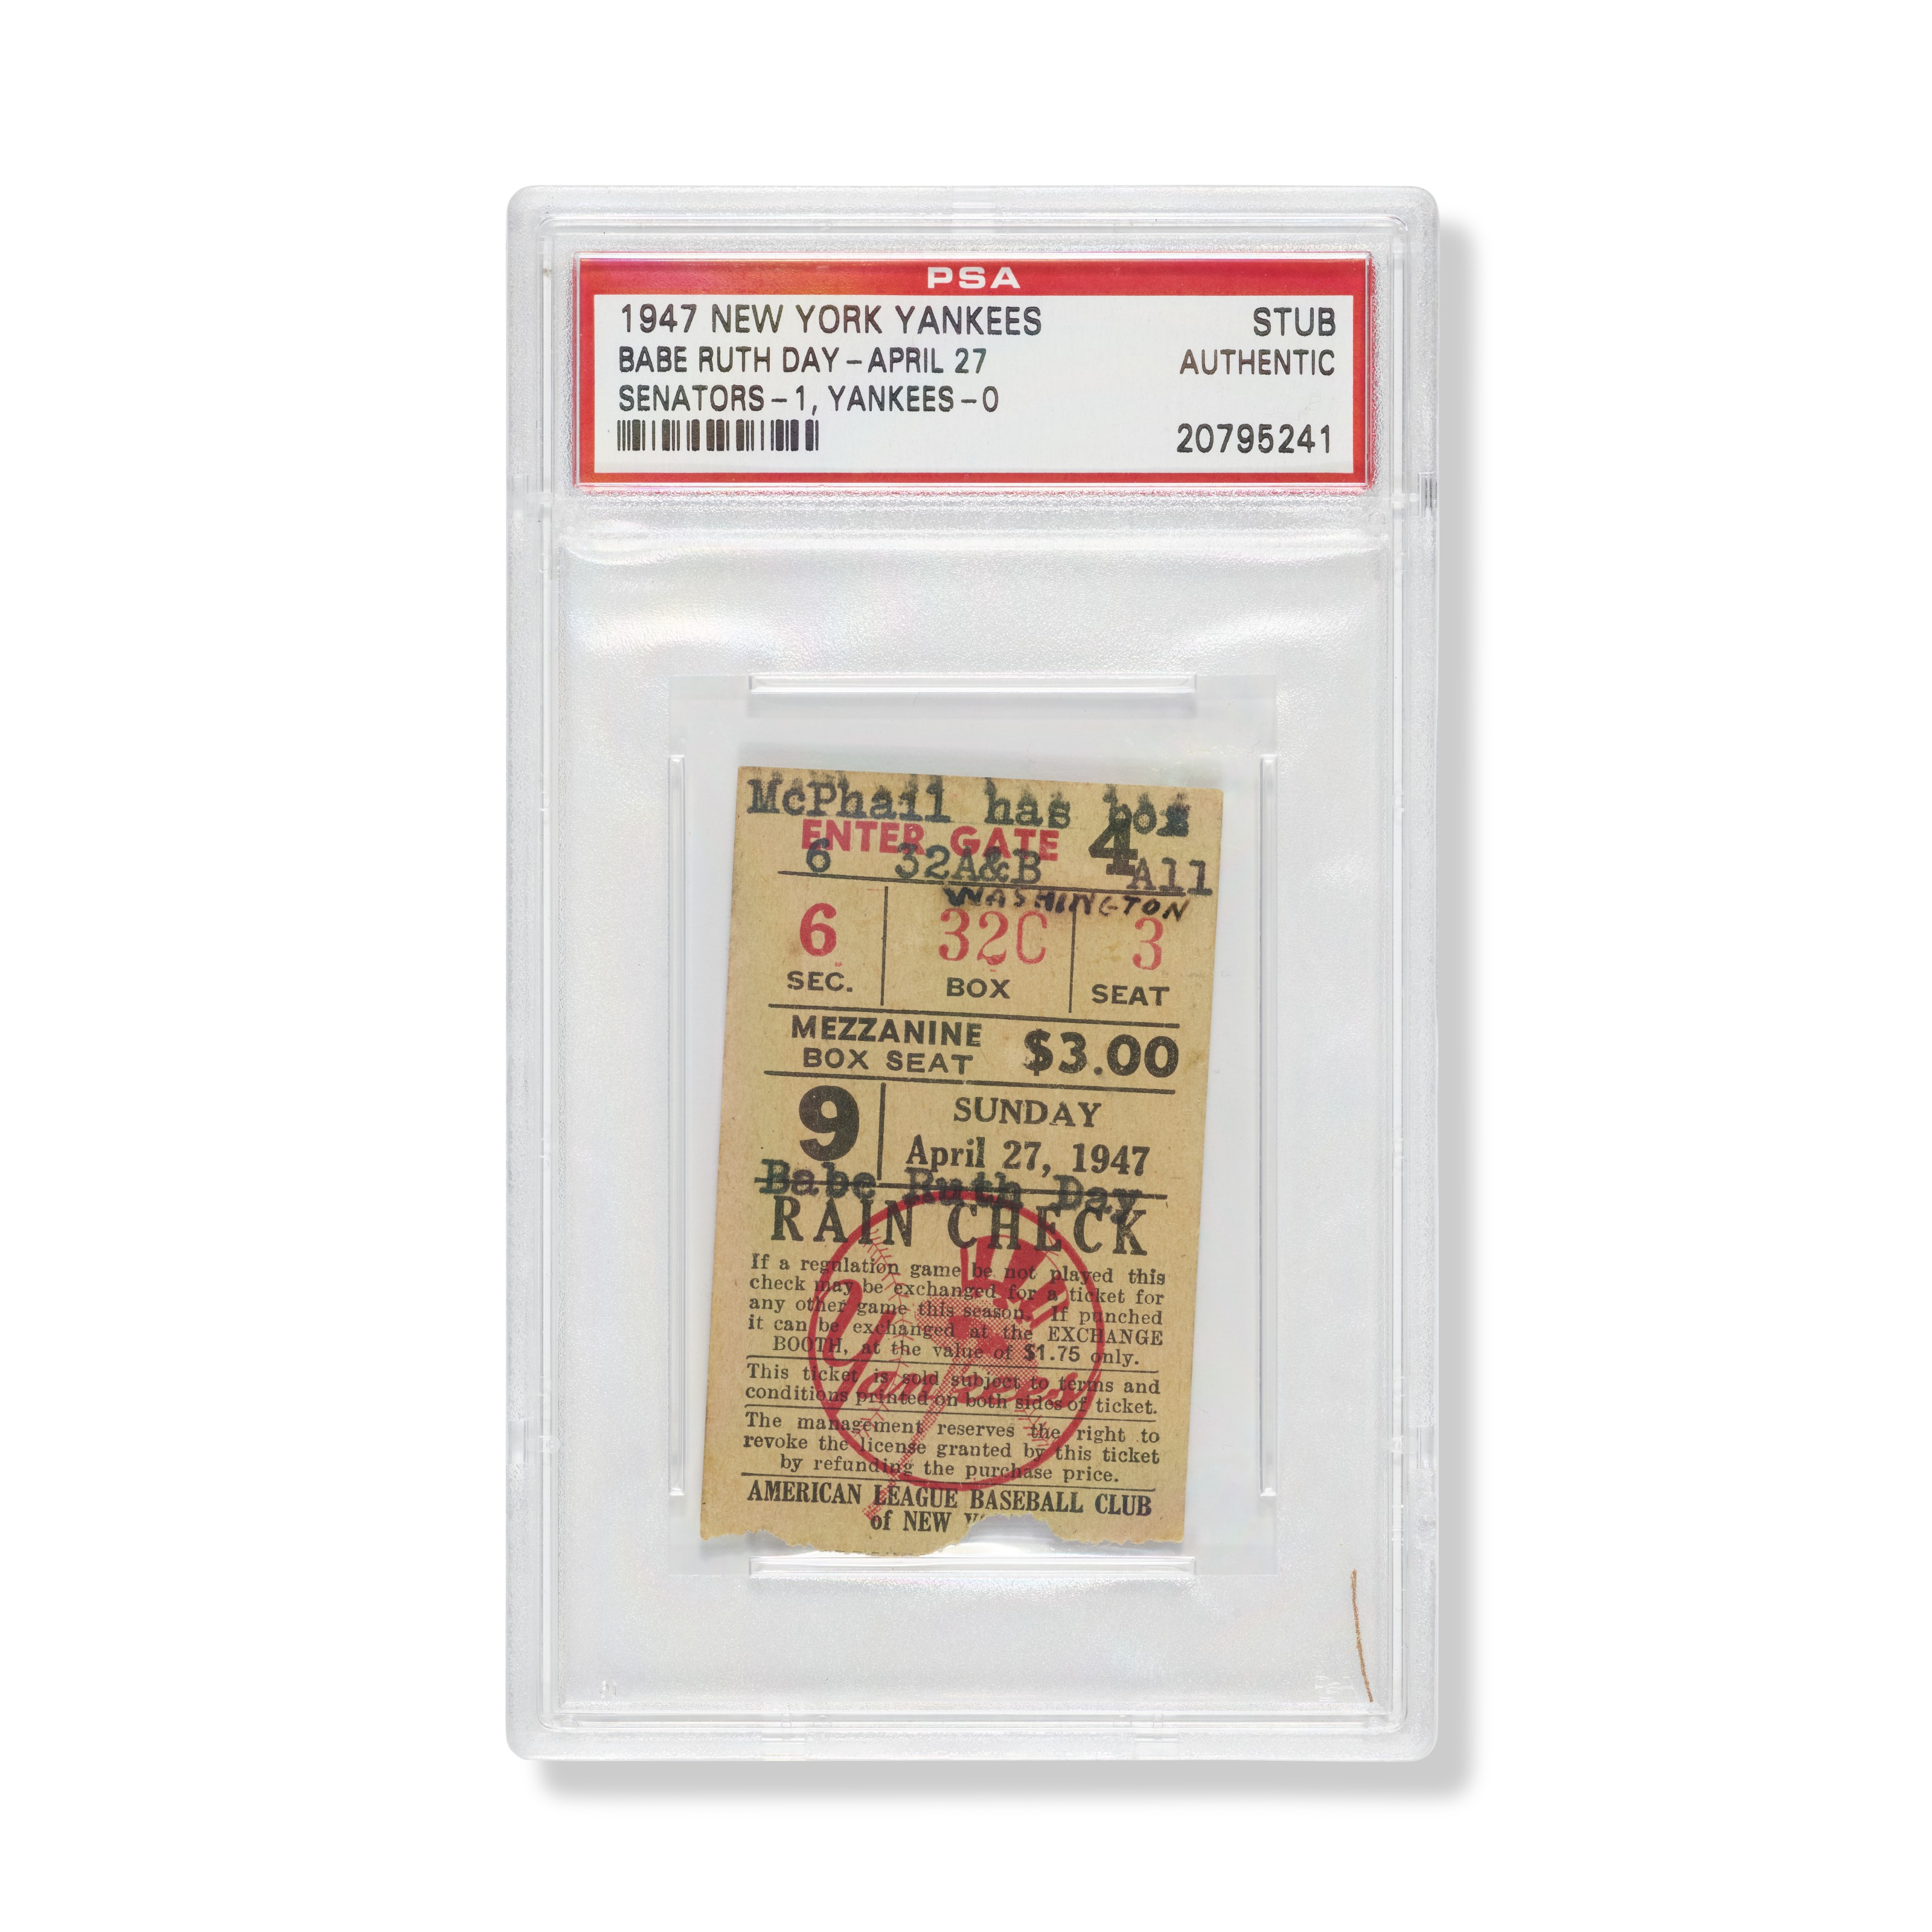 PSA
1947 NEW YORK YANKEES STUB
BABE RUTH DAY-APRIL 27 AUTHENTIC
SENATORS-1, YANKEES-0
20795241
McPhail has box
ENTER GATE 4
6 32A&B All
WASHINGTON
6 32C 3
SEC. BOX SEAT
MEZZANINE
BOX SEAT $3.00
9 SUNDAY
April 27, 1947
Babe Ruth Day
RAIN CHECK
If a regulation game be not played this
check may be exchanged for a ticket for
any other game this season. If punched
it can be exchanged at the EXCHANGE
BOOTH, at the value of $1.75 only.
Yankees
This ticket is sold subject to terms and
conditions printed on both sides of ticket.
The management reserves the right to
revoke the license granted by this ticket
by refunding the purchase price.
AMERICAN LEAGUE BASEBALL CLUB
of NEW